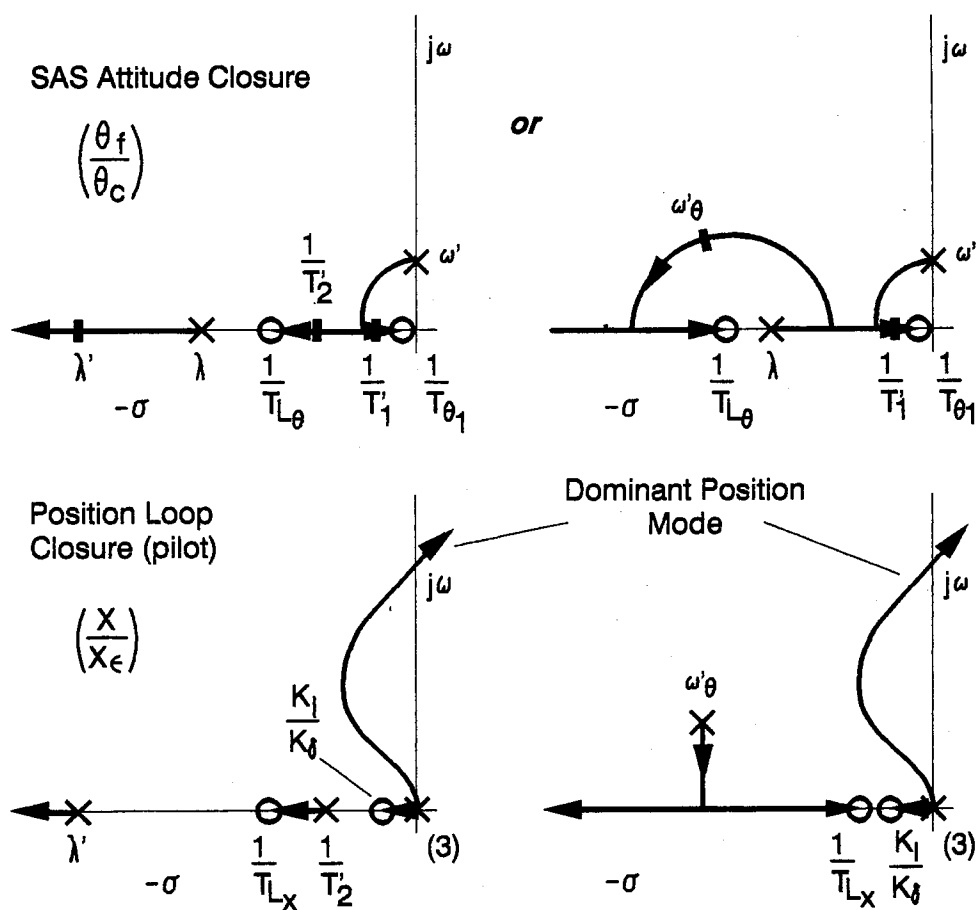 jω
jω
SAS Attitude Closure
or
(θf/θc)
ω'θ
1/T'2
ω'
ω'
λ'
λ
1/TLθ
1/T'1
1/Tθ1
1/TLθ
λ
1/T'1
1/Tθ1
-σ
-σ
Dominant Position
Mode
Position Loop
Closure (pilot)
jω
jω
(X/Xϵ)
KI/Kδ
ω'θ
λ'
1/TLX
1/T'2
(3)
1/TLX
KI/Kδ
(3)
-σ
-σ